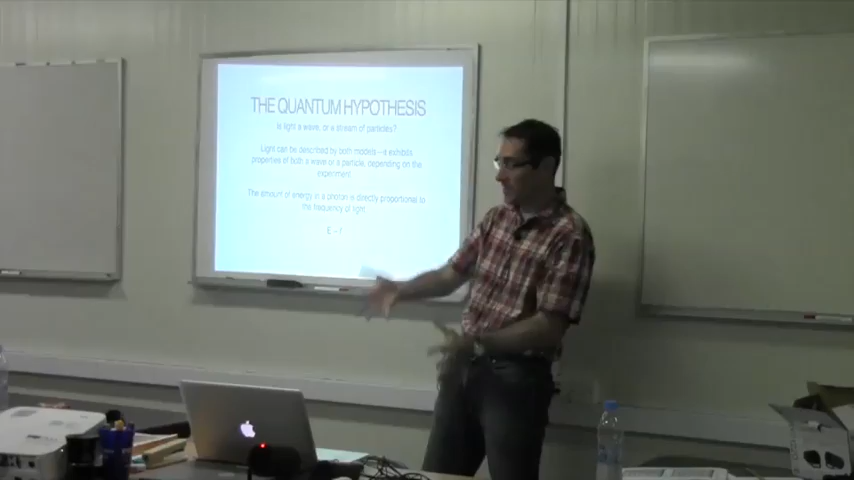 THE QUANTUM HYPOTHESIS
Is light a wave, or a stream of particles?
Light can be described by both models – it exhibits
properties of both a wave or a particle, depending on the
experiment.
The amount of energy in a photon is directly proportional to
the frequency of light.